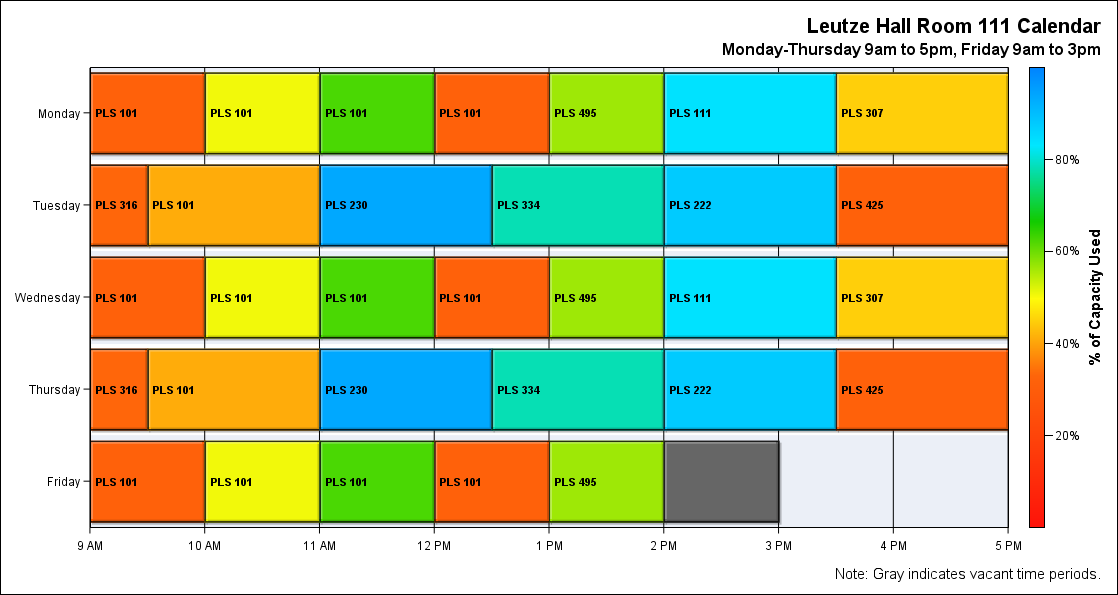 Leutze Hall Room 111 Calendar
Monday-Thursday 9am to 5pm, Friday 9am to 3pm
Monday
PLS 101 PLS 101 PLS 101 PLS 101 PLS 495 PLS 111 PLS 307
Tuesday
PLS 316 PLS 101 PLS 230 PLS 334 PLS 222 PLS 425
Wednesday
PLS 101 PLS 101 PLS 101 PLS 101 PLS 495 PLS 111 PLS 307
Thursday
PLS 316 PLS 101 PLS 230 PLS 334 PLS 222 PLS 425
Friday
PLS 101 PLS 101 PLS 101 PLS 101 PLS 495
9 AM 10 AM 11 AM 12 PM 1 PM 2 PM 3 PM 4 PM 5 PM
80%
60%
40%
20%
% of Capacity Used
Note: Gray indicates vacant time periods.